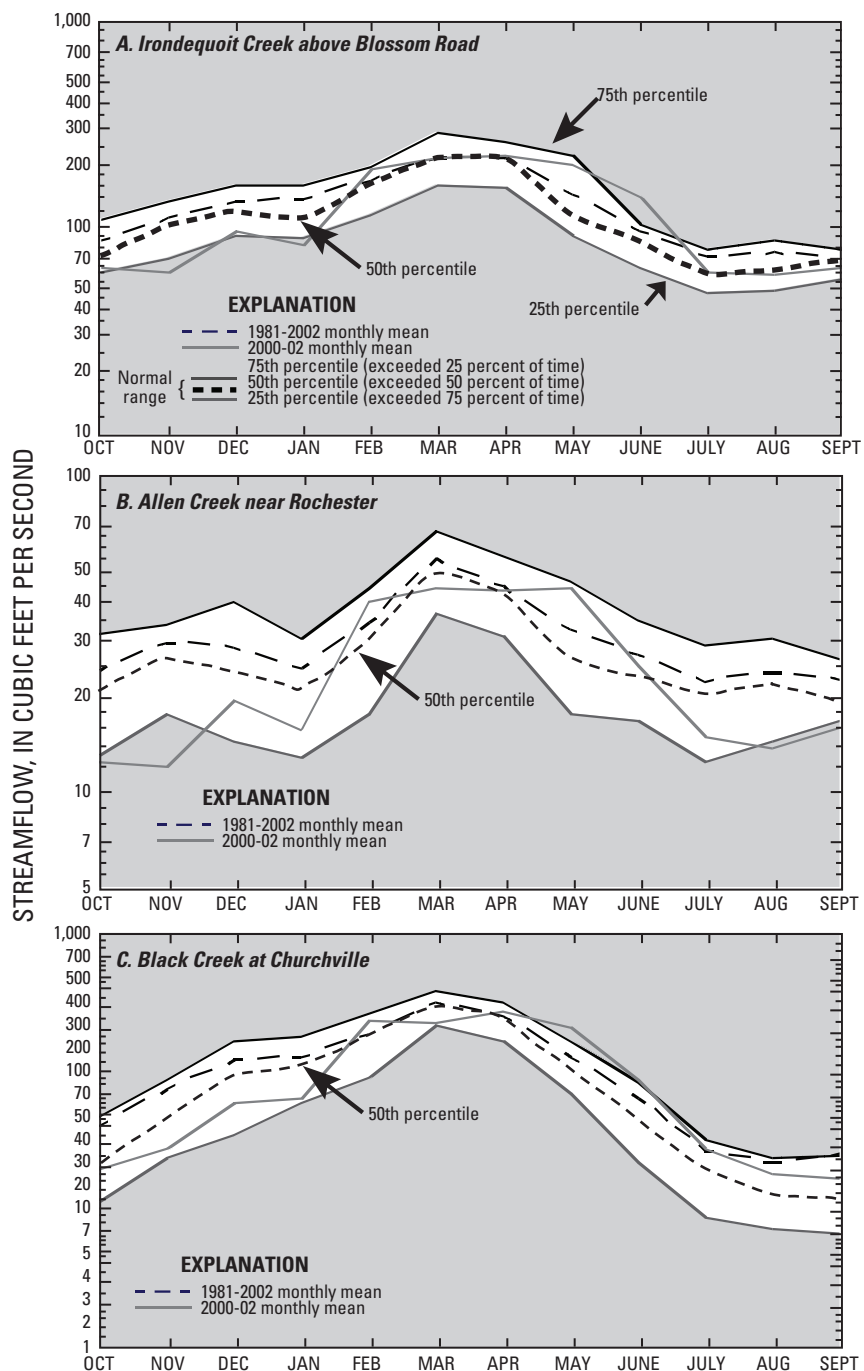 STREAMFLOW, IN CUBIC FEET PER SECOND
A. Irondequoit Creek above Blossom Road
1,000
700
500
400
300
200
100
70
50
40
30
20
10
75th percentile
50th percentile
25th percentile
EXPLANATION
1981-2002 monthly mean
2000-02 monthly mean
Normal range {
75th percentile (exceeded 25 percent of time)
50th percentile (exceeded 50 percent of time)
25th percentile (exceeded 75 percent of time)
OCT NOV DEC JAN FEB MAR APR MAY JUNE JULY AUG SEPT
B. Allen Creek near Rochester
100
70
50
40
30
20
10
7
5
50th percentile
EXPLANATION
1981-2002 monthly mean
2000-02 monthly mean
OCT NOV DEC JAN FEB MAR APR MAY JUNE JULY AUG SEPT
C. Black Creek at Churchville
1,000
700
500
400
300
200
100
70
50
40
30
20
10
7
5
4
3
2
1
50th percentile
EXPLANATION
1981-2002 monthly mean
2000-02 monthly mean
OCT NOV DEC JAN FEB MAR APR MAY JUNE JULY AUG SEPT